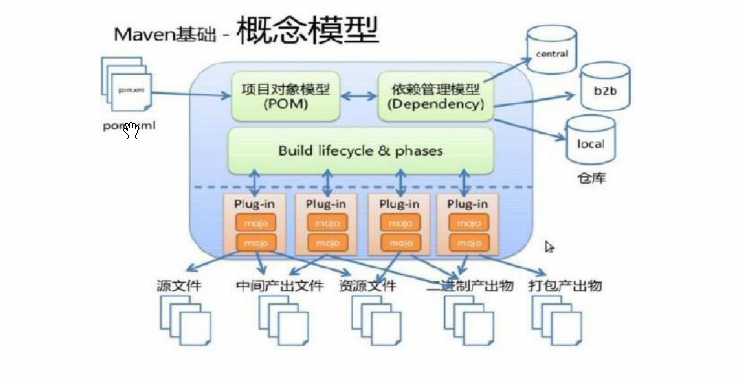 Maven基础 - 概念模型
central
pom.xml
项目对象模型
(POM)
依赖管理模型
(Dependency)
b2b
pom.xml
local
Build lifecycle & phases
仓库
Plug-in
Plug-in
Plug-in
Plug-in
mojo
mojo
mojo
mojo
mojo
mojo
mojo
mojo
源文件
中间产出文件
资源文件
二进制产出物
打包产出物